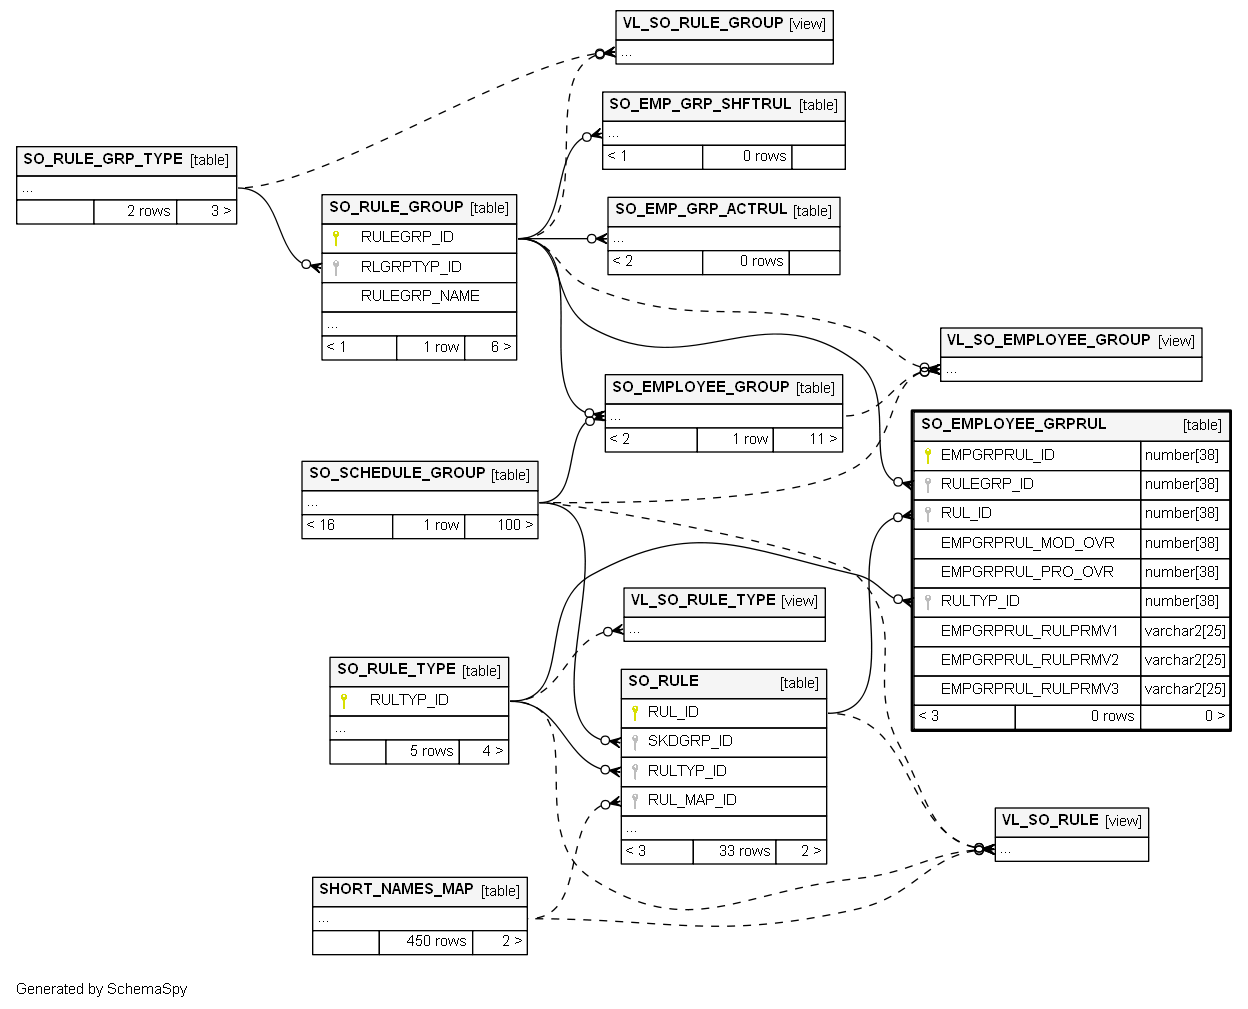 VL_SO_RULE_GROUP [view]
...
SO_EMP_GRP_SHFTRUL [table]
...
< 1 0 rows
SO_RULE_GRP_TYPE [table]
...
2 rows 3 >
SO_RULE_GROUP [table]
RULEGRP_ID
RLGRPTYP_ID
RULEGRP_NAME
...
< 1 1 row 6 >
SO_EMP_GRP_ACTRUL [table]
...
< 2 0 rows
VL_SO_EMPLOYEE_GROUP [view]
...
SO_EMPLOYEE_GROUP [table]
...
< 2 1 row 11 >
SO_EMPLOYEE_GRPRUL [table]
EMPGRPRUL_ID number[38]
RULEGRP_ID number[38]
RUL_ID number[38]
EMPGRPRUL_MOD_OVR number[38]
EMPGRPRUL_PRO_OVR number[38]
RULTYP_ID number[38]
EMPGRPRUL_RULPRMV1 varchar2[25]
EMPGRPRUL_RULPRMV2 varchar2[25]
EMPGRPRUL_RULPRMV3 varchar2[25]
< 3 0 rows 0 >
SO_SCHEDULE_GROUP [table]
...
< 16 1 row 100 >
VL_SO_RULE_TYPE [view]
...
SO_RULE_TYPE [table]
RULTYP_ID
...
5 rows 4 >
SO_RULE [table]
RUL_ID
SKDGRP_ID
RULTYP_ID
RUL_MAP_ID
...
< 3 33 rows 2 >
VL_SO_RULE [view]
...
SHORT_NAMES_MAP [table]
...
450 rows 2 >
Generated by SchemaSpy